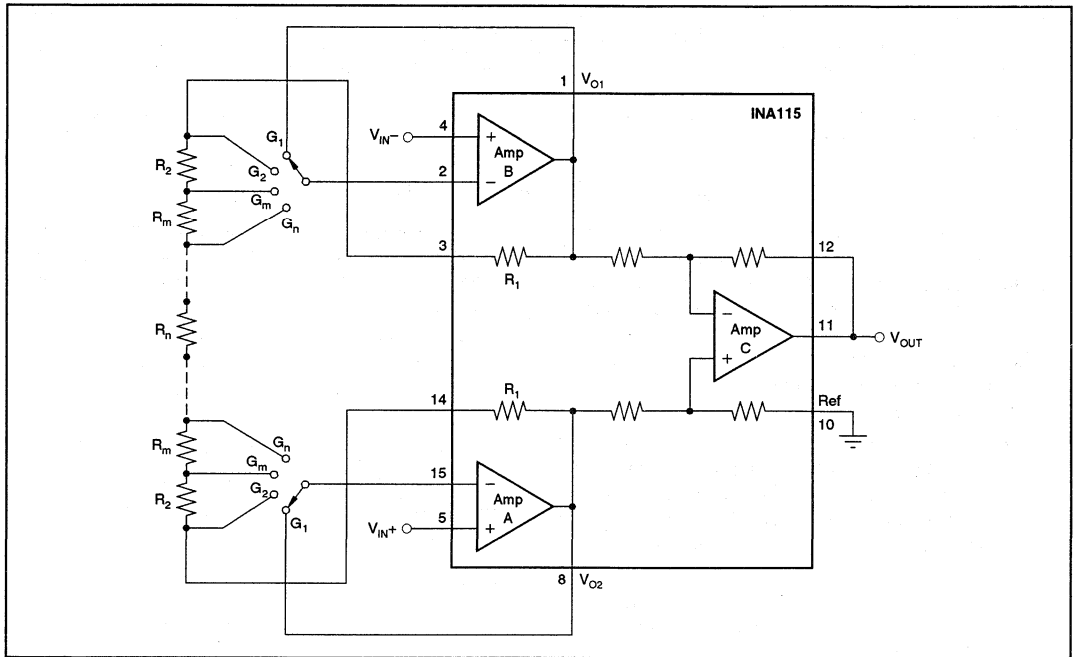 1 V_O1
INA115
V_IN– 4
+
Amp
B
–
2
G_1
G_2
G_m
G_n
R_2
R_m
R_n
3
R_1
12
–
Amp
C
+
11
V_OUT
14
R_1
Ref
10
R_m
R_2
G_n
G_m
G_2
G_1
15
–
Amp
A
+
V_IN+ 5
8 V_O2